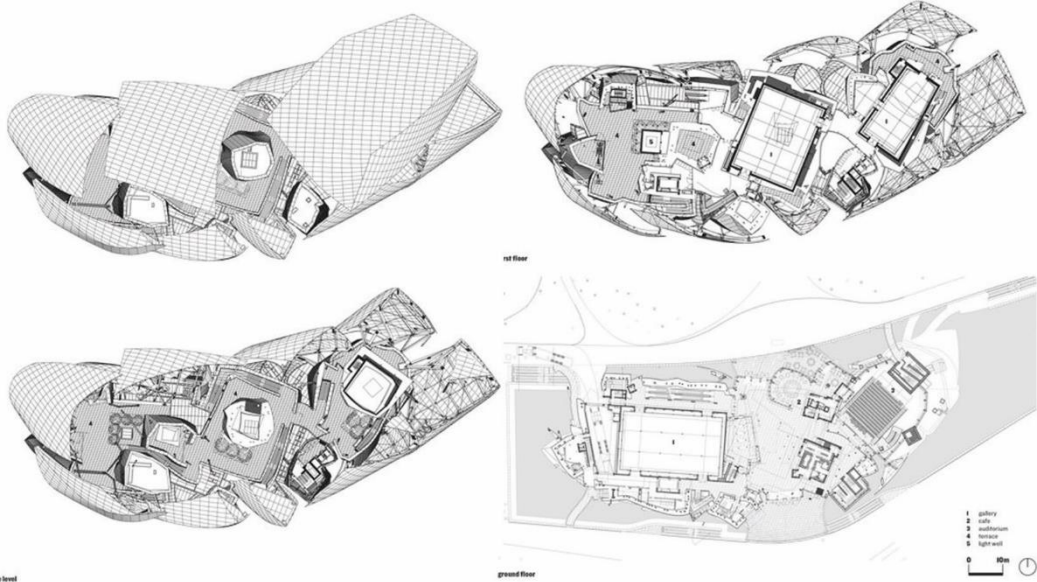 rst floor
level
ground floor
1 gallery
2 cafe
3 auditorium
4 terrace
5 light well
0 10m